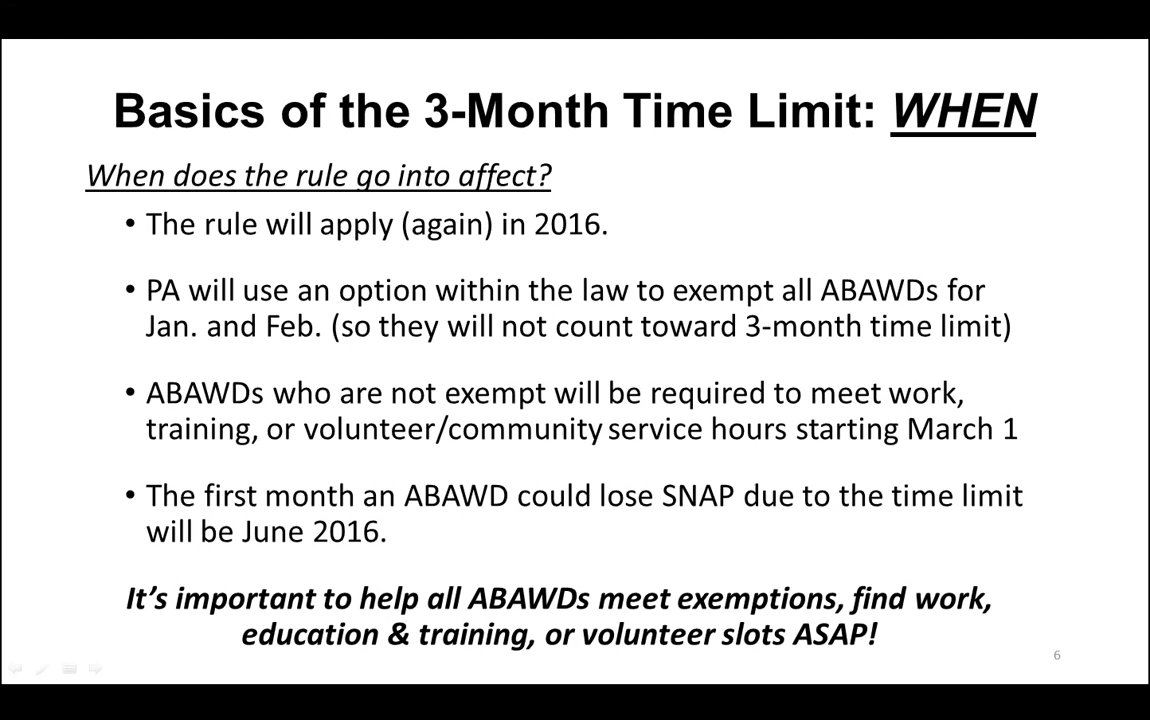 Basics of the 3-Month Time Limit: WHEN
When does the rule go into affect?
• The rule will apply (again) in 2016.
• PA will use an option within the law to exempt all ABAWDs for
Jan. and Feb. (so they will not count toward 3-month time limit)
• ABAWDs who are not exempt will be required to meet work,
training, or volunteer/community service hours starting March 1
• The first month an ABAWD could lose SNAP due to the time limit
will be June 2016.
It’s important to help all ABAWDs meet exemptions, find work,
education & training, or volunteer slots ASAP!
6